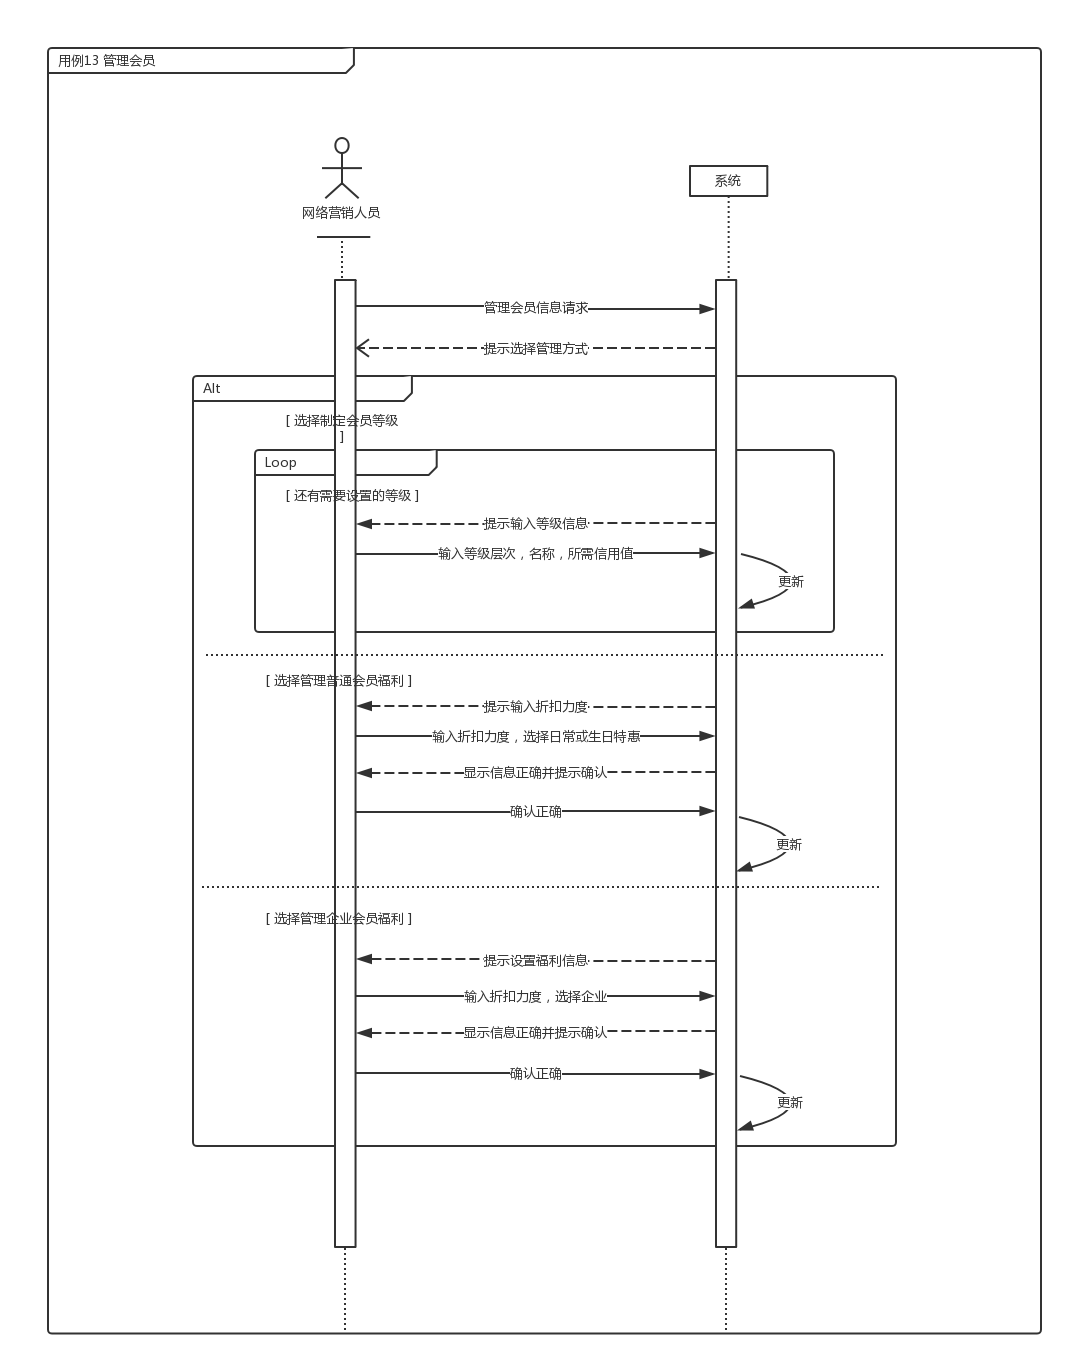 用例13 管理会员
系统
网络营销人员
管理会员信息请求
提示选择管理方式
Alt
[ 选择制定会员等级
]
Loop
[ 还有需要设置的等级 ]
提示输入等级信息
输入等级层次，名称，所需信用值
更新
[ 选择管理普通会员福利 ]
提示输入折扣力度
输入折扣力度，选择日常或生日特惠
显示信息正确并提示确认
确认正确
更新
[ 选择管理企业会员福利 ]
提示设置福利信息
输入折扣力度，选择企业
显示信息正确并提示确认
确认正确
更新